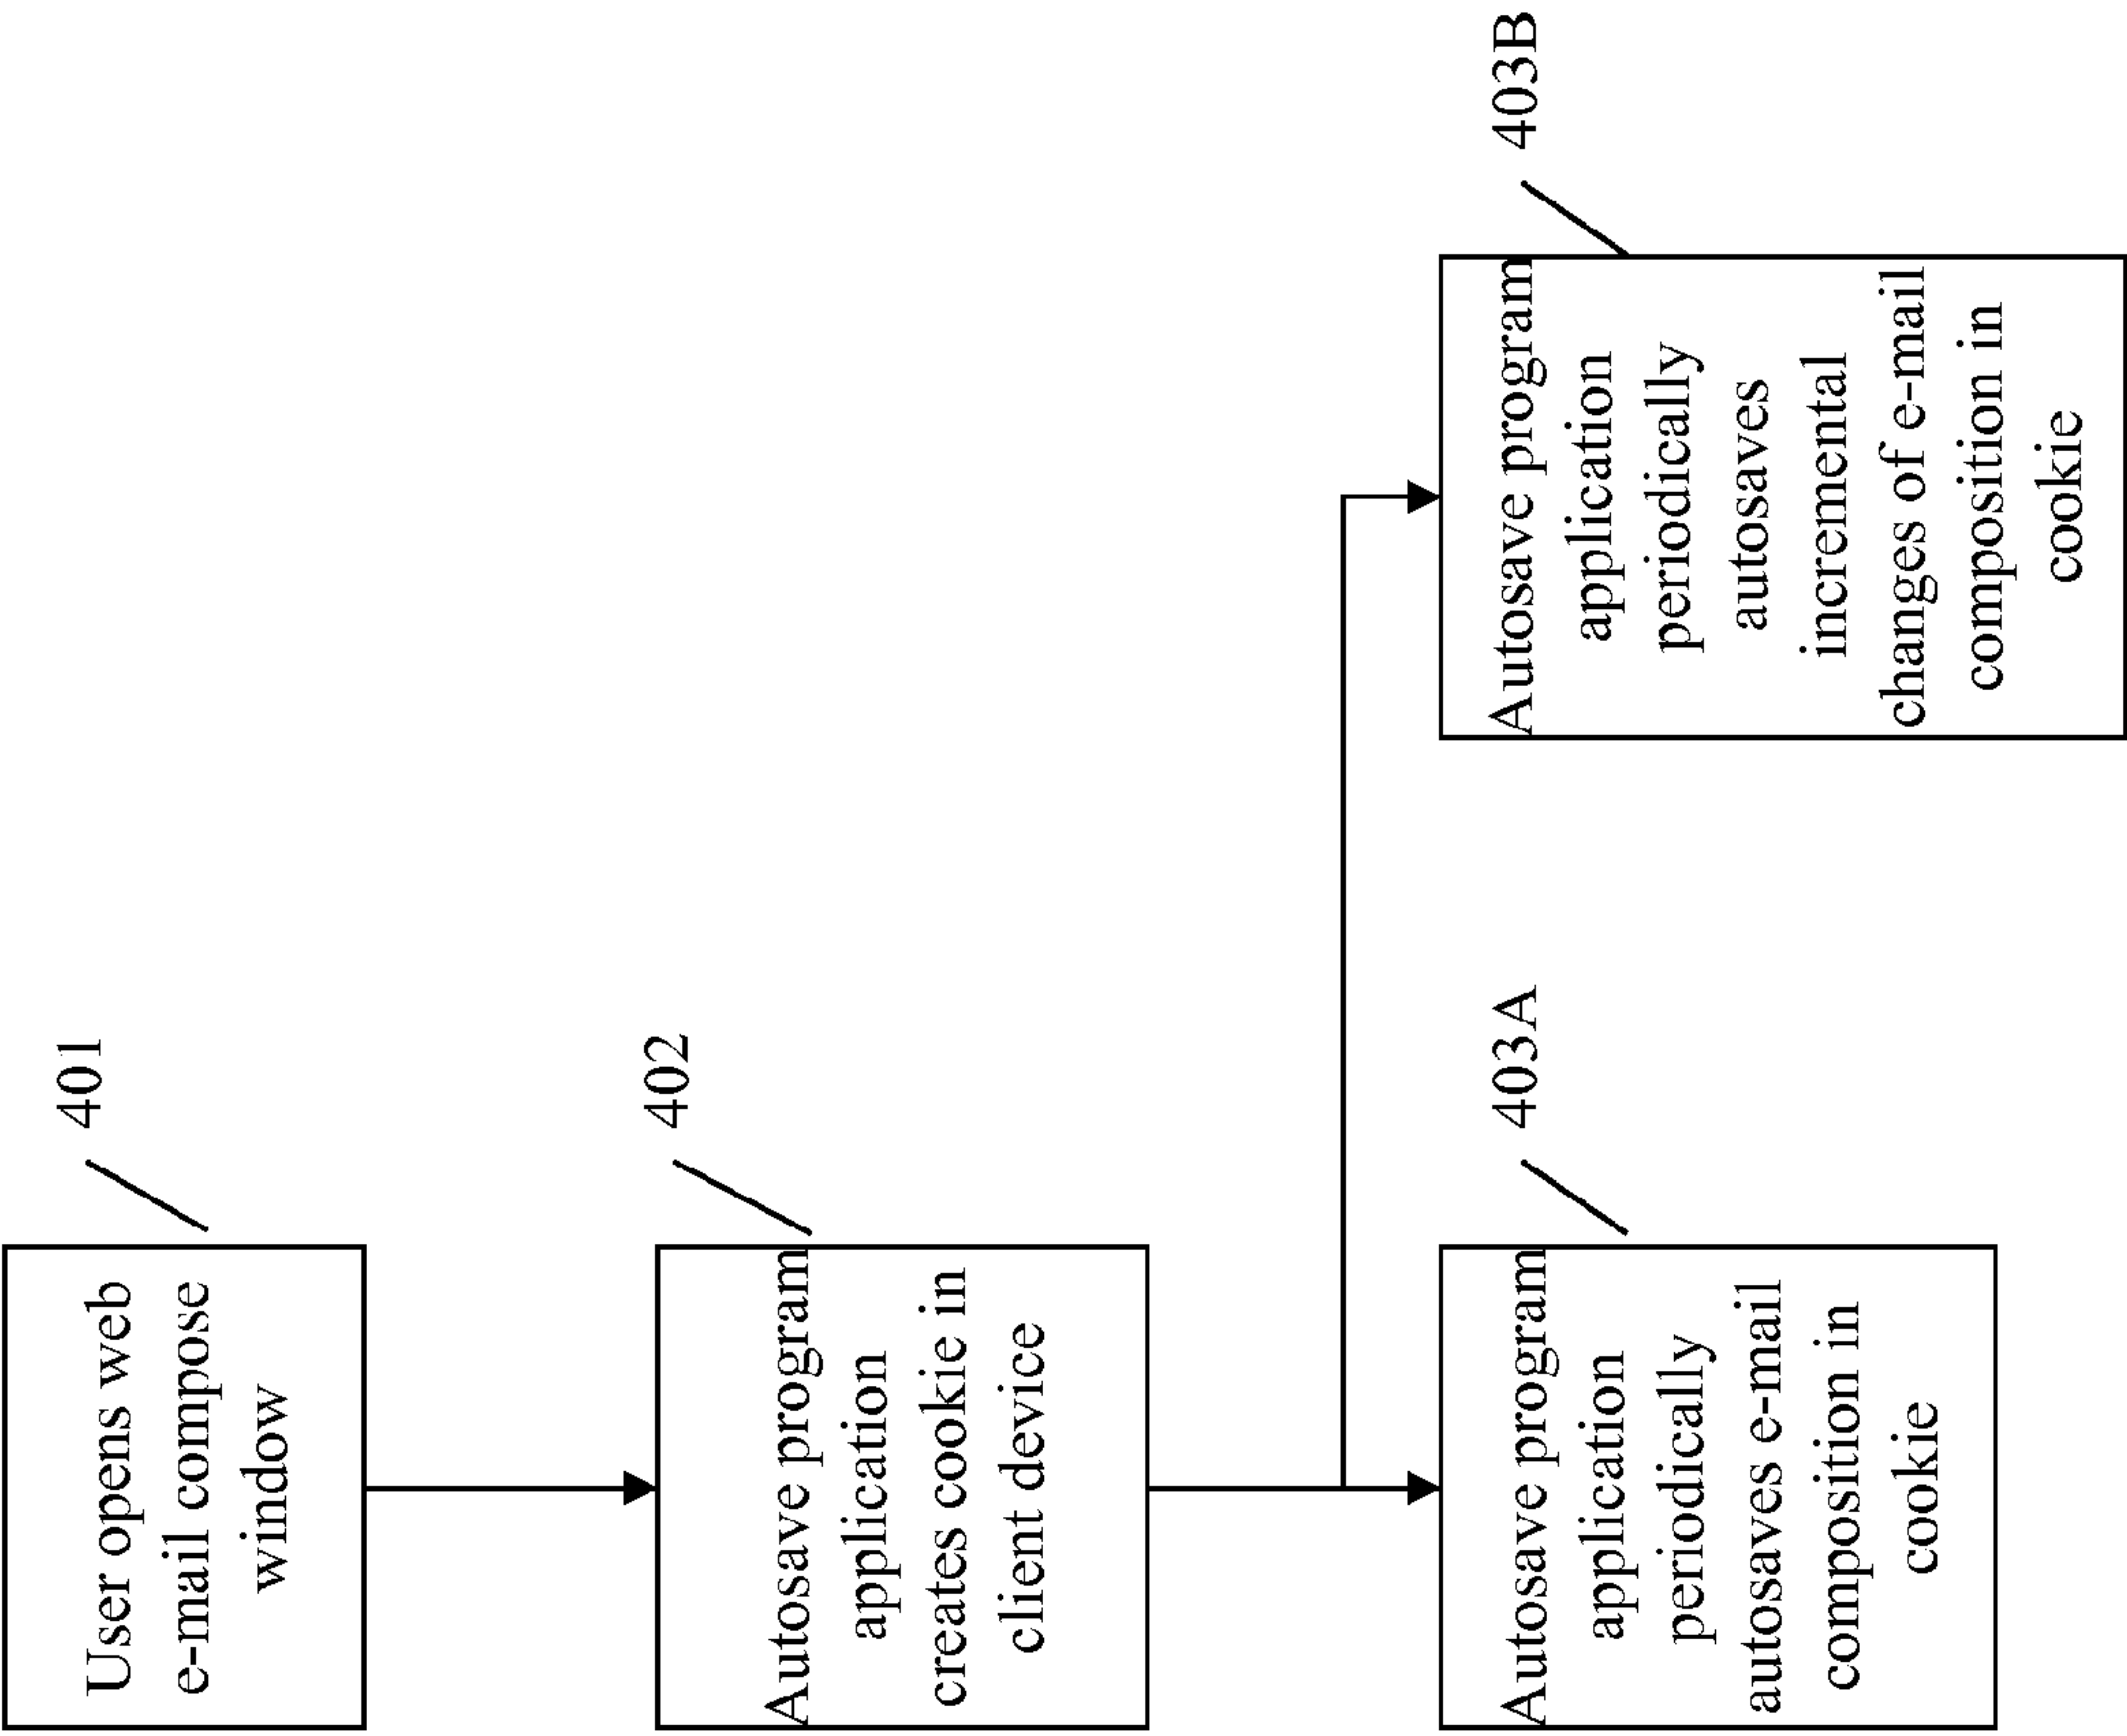 401
User opens web
e-mail compose
window
402
Autosave program
application
creates cookie in
client device
403A
Autosave program
application
periodically
autosaves e-mail
composition in
cookie
403B
Autosave program
application
periodically
autosaves
incremental
changes of e-mail
composition in
cookie